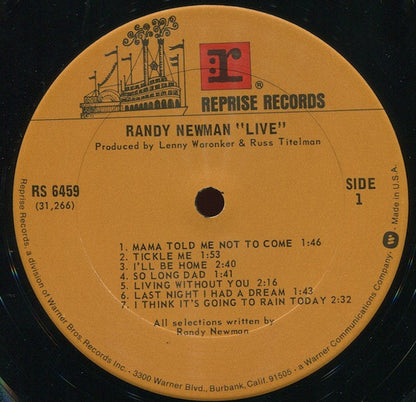 r®
REPRISE RECORDS
RANDY NEWMAN "LIVE"
Produced by Lenny Waronker & Russ Titelman
RS 6459
(31,266)
SIDE
1
1. MAMA TOLD ME NOT TO COME 1:46
2. TICKLE ME 1:53
3. I'LL BE HOME 2:40
4. SO LONG DAD 1:41
5. LIVING WITHOUT YOU 2:16
6. LAST NIGHT I HAD A DREAM 1:43
7. I THINK IT'S GOING TO RAIN TODAY 2:32
All selections written by
Randy Newman
Reprise Records, a division of Warner Bros. Records Inc. • 3300 Warner Blvd., Burbank, Calif. 91505 • a Warner Communications Company. W • Made in U.S.A.